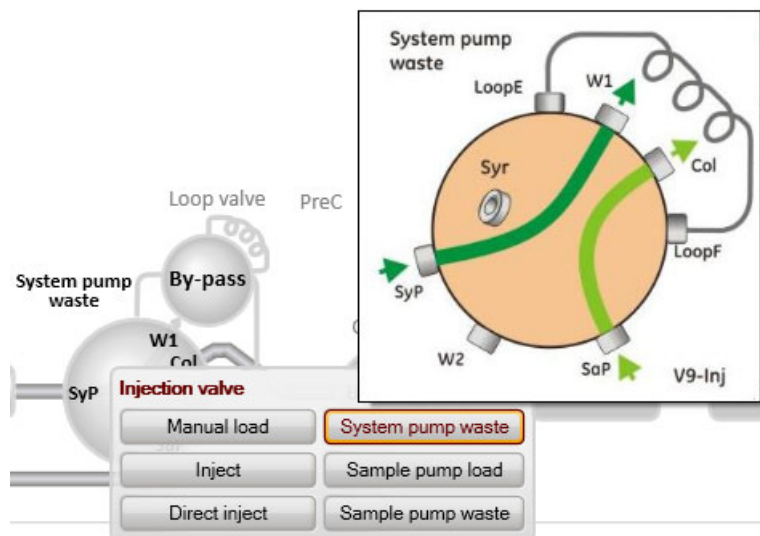 System pump
waste
LoopE
W1
Col
Syr
LoopF
SyP
W2
SaP
V9-Inj
Loop valve
PreC
By-pass
System pump
waste
W1
Col
SyP
Injection valve
Manual load
System pump waste
Inject
Sample pump load
Direct inject
Sample pump waste